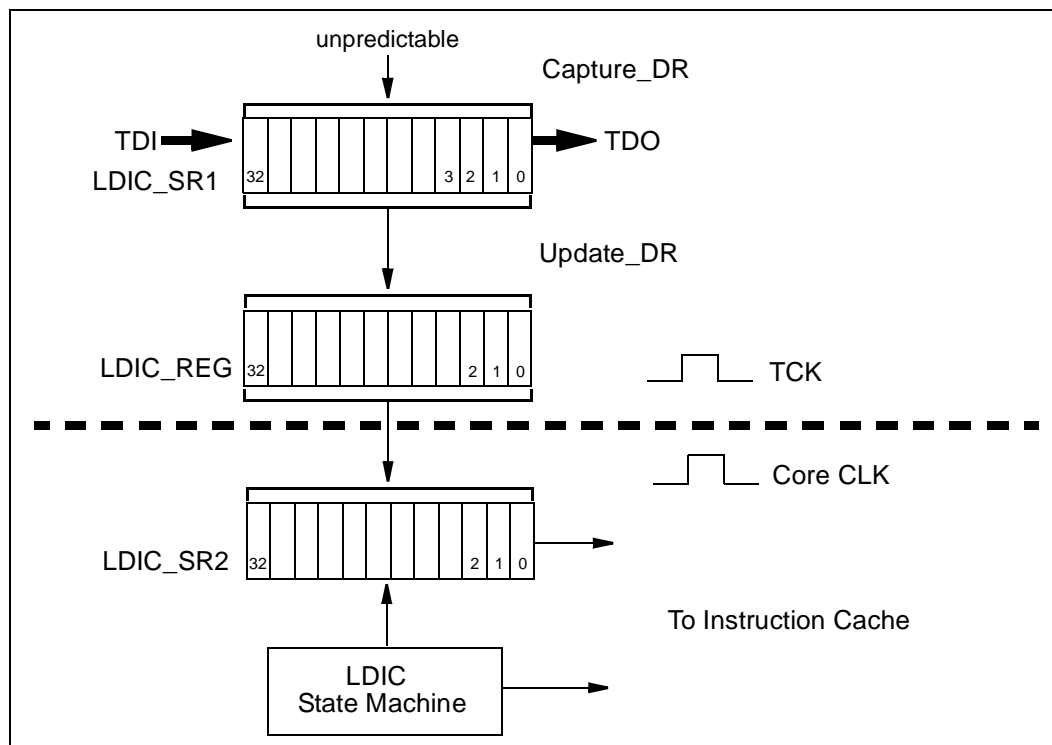 unpredictable
Capture_DR
TDI
TDO
LDIC_SR1
32 3 2 1 0
Update_DR
LDIC_REG
32 2 1 0
TCK
Core CLK
LDIC_SR2
32 2 1 0
To Instruction Cache
LDIC
State Machine